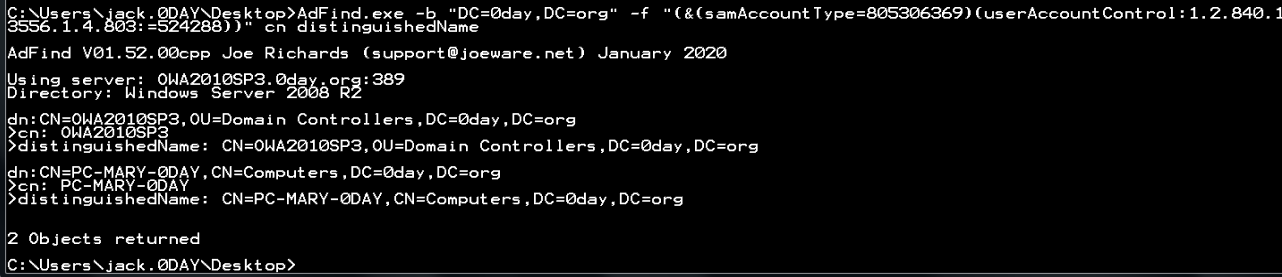 C:\Users\jack.0DAY\Desktop>AdFind.exe -b "DC=0day,DC=org" -f "(&(samAccountType=805306369)(userAccountControl:1.2.840.1
13556.1.4.803:=524288))" cn distinguishedName
AdFind V01.52.00cpp Joe Richards (support@joeware.net) January 2020
Using server: OWA2010SP3.0day.org:389
Directory: Windows Server 2008 R2
dn:CN=OWA2010SP3,OU=Domain Controllers,DC=0day,DC=org
>cn: OWA2010SP3
>distinguishedName: CN=OWA2010SP3,OU=Domain Controllers,DC=0day,DC=org
dn:CN=PC-MARY-0DAY,CN=Computers,DC=0day,DC=org
>cn: PC-MARY-0DAY
>distinguishedName: CN=PC-MARY-0DAY,CN=Computers,DC=0day,DC=org
2 Objects returned
C:\Users\jack.0DAY\Desktop>